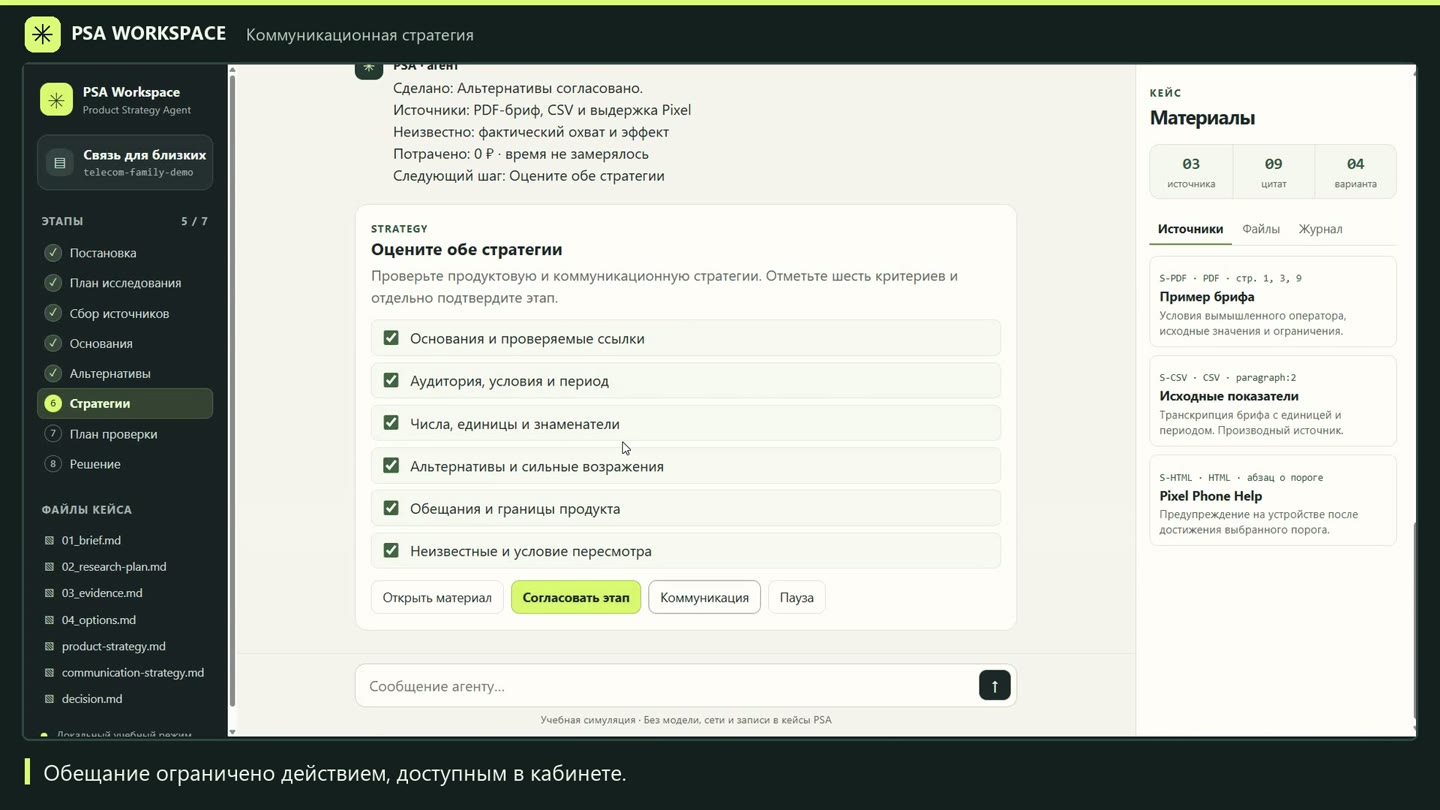 PSA WORKSPACE Коммуникационная стратегия
PSA Workspace
Product Strategy Agent
Связь для близких
telecom-family-demo
ЭТАПЫ 5 / 7
Постановка
План исследования
Сбор источников
Основания
Альтернативы
6 Стратегии
7 План проверки
8 Решение
ФАЙЛЫ КЕЙСА
01_brief.md
02_research-plan.md
03_evidence.md
04_options.md
product-strategy.md
communication-strategy.md
decision.md
Локальный учебный режим
PSA · агент
Сделано: Альтернативы согласовано.
Источники: PDF-бриф, CSV и выдержка Pixel
Неизвестно: фактический охват и эффект
Потрачено: 0 ₽ · время не замерялось
Следующий шаг: Оцените обе стратегии
STRATEGY
Оцените обе стратегии
Проверьте продуктовую и коммуникационную стратегии. Отметьте шесть критериев и
отдельно подтвердите этап.
Основания и проверяемые ссылки
Аудитория, условия и период
Числа, единицы и знаменатели
Альтернативы и сильные возражения
Обещания и границы продукта
Неизвестные и условие пересмотра
Открыть материал Согласовать этап Коммуникация Пауза
Сообщение агенту...
Учебная симуляция · Без модели, сети и записи в кейсы PSA
КЕЙС
Материалы
03 09 04
источника цитат варианта
Источники Файлы Журнал
S-PDF · PDF · стр. 1, 3, 9
Пример брифа
Условия вымышленного оператора,
исходные значения и ограничения.
S-CSV · CSV · paragraph:2
Исходные показатели
Транскрипция брифа с единицей и
периодом. Производный источник.
S-HTML · HTML · абзац о пороге
Pixel Phone Help
Предупреждение на устройстве после
достижения выбранного порога.
Обещание ограничено действием, доступным в кабинете.